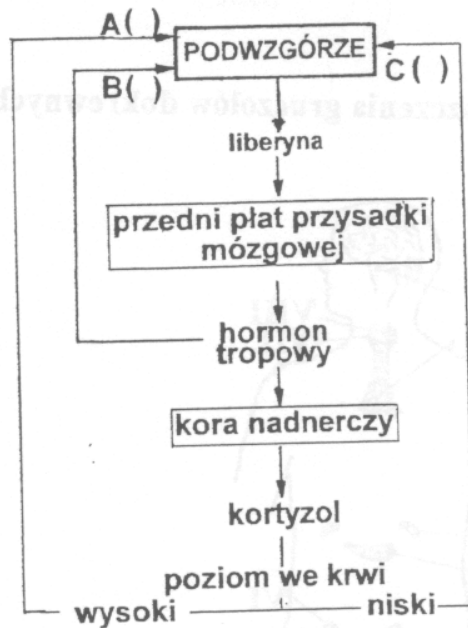 A( )
PODWZGÓRZE
B( )
C( )
liberyna
przedni płat przysadki
mózgowej
hormon
tropowy
kora nadnerczy
kortyzol
poziom we krwi
wysoki
niski